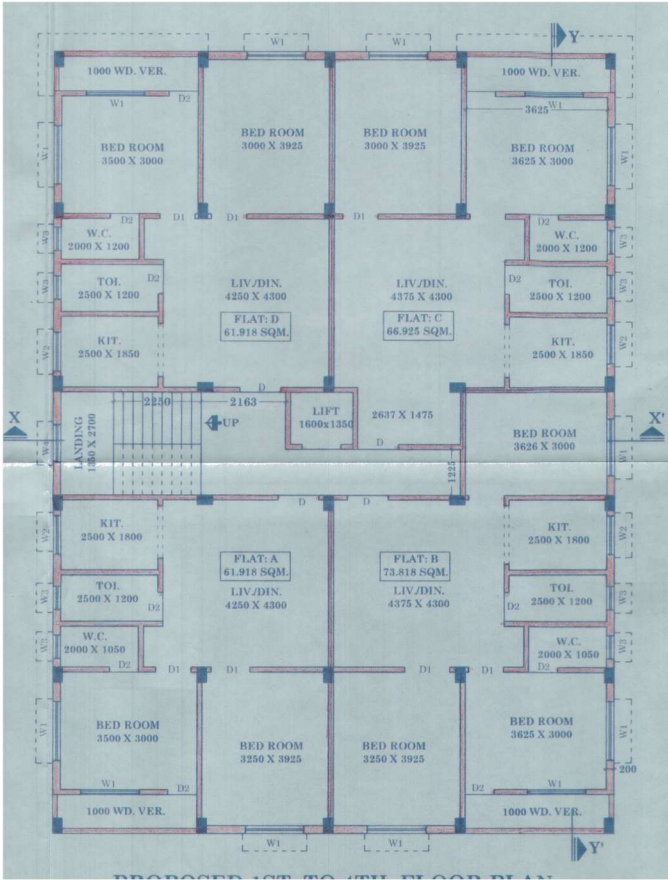 W1
W1
Y
1000 WD. VER.
1000 WD. VER.
W1
D2
W1
3625
W1
BED ROOM
3500 X 3000
BED ROOM
3000 X 3925
BED ROOM
3000 X 3925
BED ROOM
3625 X 3000
W1
D2
D1
D1
D1
D2
W3
W.C.
2000 X 1200
W.C.
2000 X 1200
W3
W3
TOI.
2500 X 1200
D2
LIV./DIN.
4250 X 4300
LIV./DIN.
4375 X 4300
D2
TOI.
2500 X 1200
W3
FLAT: D
61.918 SQM.
FLAT: C
66.925 SQM.
W2
KIT.
2500 X 1850
KIT.
2500 X 1850
W2
D
2250
2163
X
LANDING
1350 X 2700
UP
LIFT
1600x1350
2637 X 1475
D
BED ROOM
3626 X 3000
W1
X'
1225
D
D
W2
KIT.
2500 X 1800
FLAT: A
61.918 SQM.
LIV./DIN.
4250 X 4300
FLAT: B
73.818 SQM.
LIV./DIN.
4375 X 4300
KIT.
2500 X 1800
W2
W3
TOI.
2500 X 1200
D2
D2
TOI.
2500 X 1200
W3
W3
W.C.
2000 X 1050
W.C.
2000 X 1050
W3
D2
D1
D1
D1
D1
D2
W1
BED ROOM
3500 X 3000
BED ROOM
3250 X 3925
BED ROOM
3250 X 3925
BED ROOM
3625 X 3000
W1
200
W1
D2
D2
W1
1000 WD. VER.
1000 WD. VER.
W1
W1
Y'
PROPOSED 1ST. TO 4TH. FLOOR PLAN